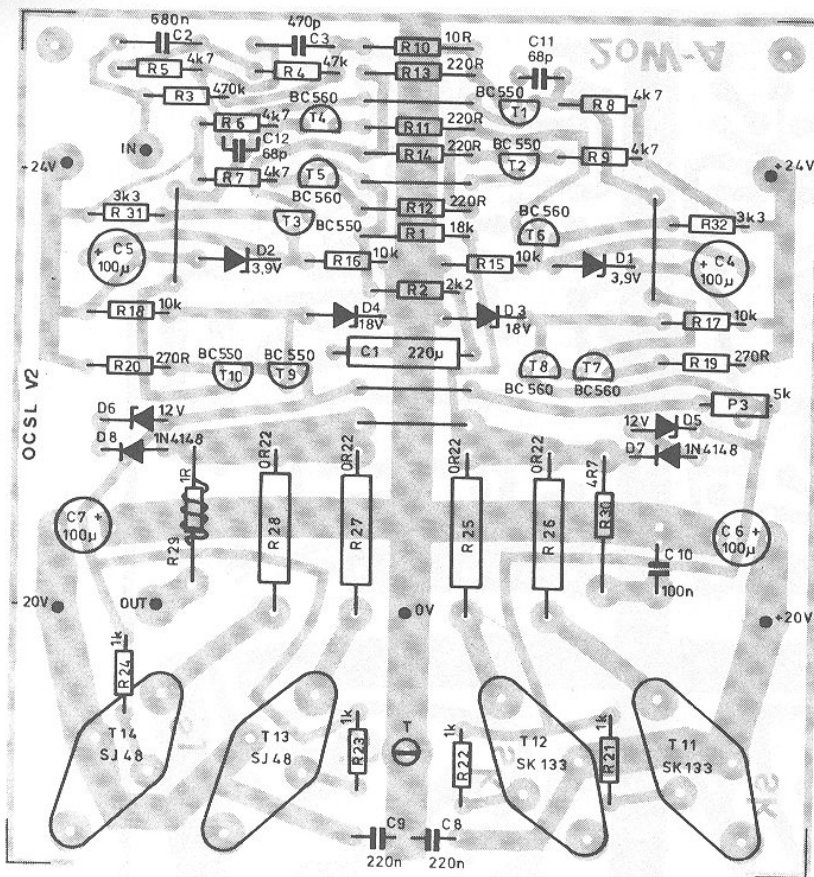 680n
C2
470p
C3
R10
10R
C11
68p
20W-A
R5
4k7
R4
47k
R13
220R
R3
470k
BC560
BC550
T1
R8
4k7
R6
4k7
T4
R11
220R
C12
68p
IN
R14
220R
BC550
T2
R9
4k7
-24V
+24V
R7
4k7
T5
BC560
3k3
R31
T3
BC550
R12
220R
BC560
R32
3k3
R1
18k
T6
+ C5
100µ
D2
3,9V
R16
10k
R15
10k
D1
3,9V
+ C4
100µ
R2
2k2
R18
10k
D4
18V
D3
18V
R17
10k
C1 220µ
R20
270R
BC550
T10
BC550
T9
T8
BC560
T7
BC560
R19
270R
OCSL V2
D6
12V
P3
5k
D8
1N4148
12V
D5
D7
1N4148
1R
R29
0R22
R28
0R22
R27
0R22
R25
0R22
R26
4R7
R30
C7 +
100µ
C6 +
100µ
C10
100n
-20V
OUT
0V
+20V
1k
R24
T14
SJ48
T13
SJ48
1k
R23
T
1k
R22
T12
SK133
1k
R21
T11
SK133
SK
C9
220n
C8
220n